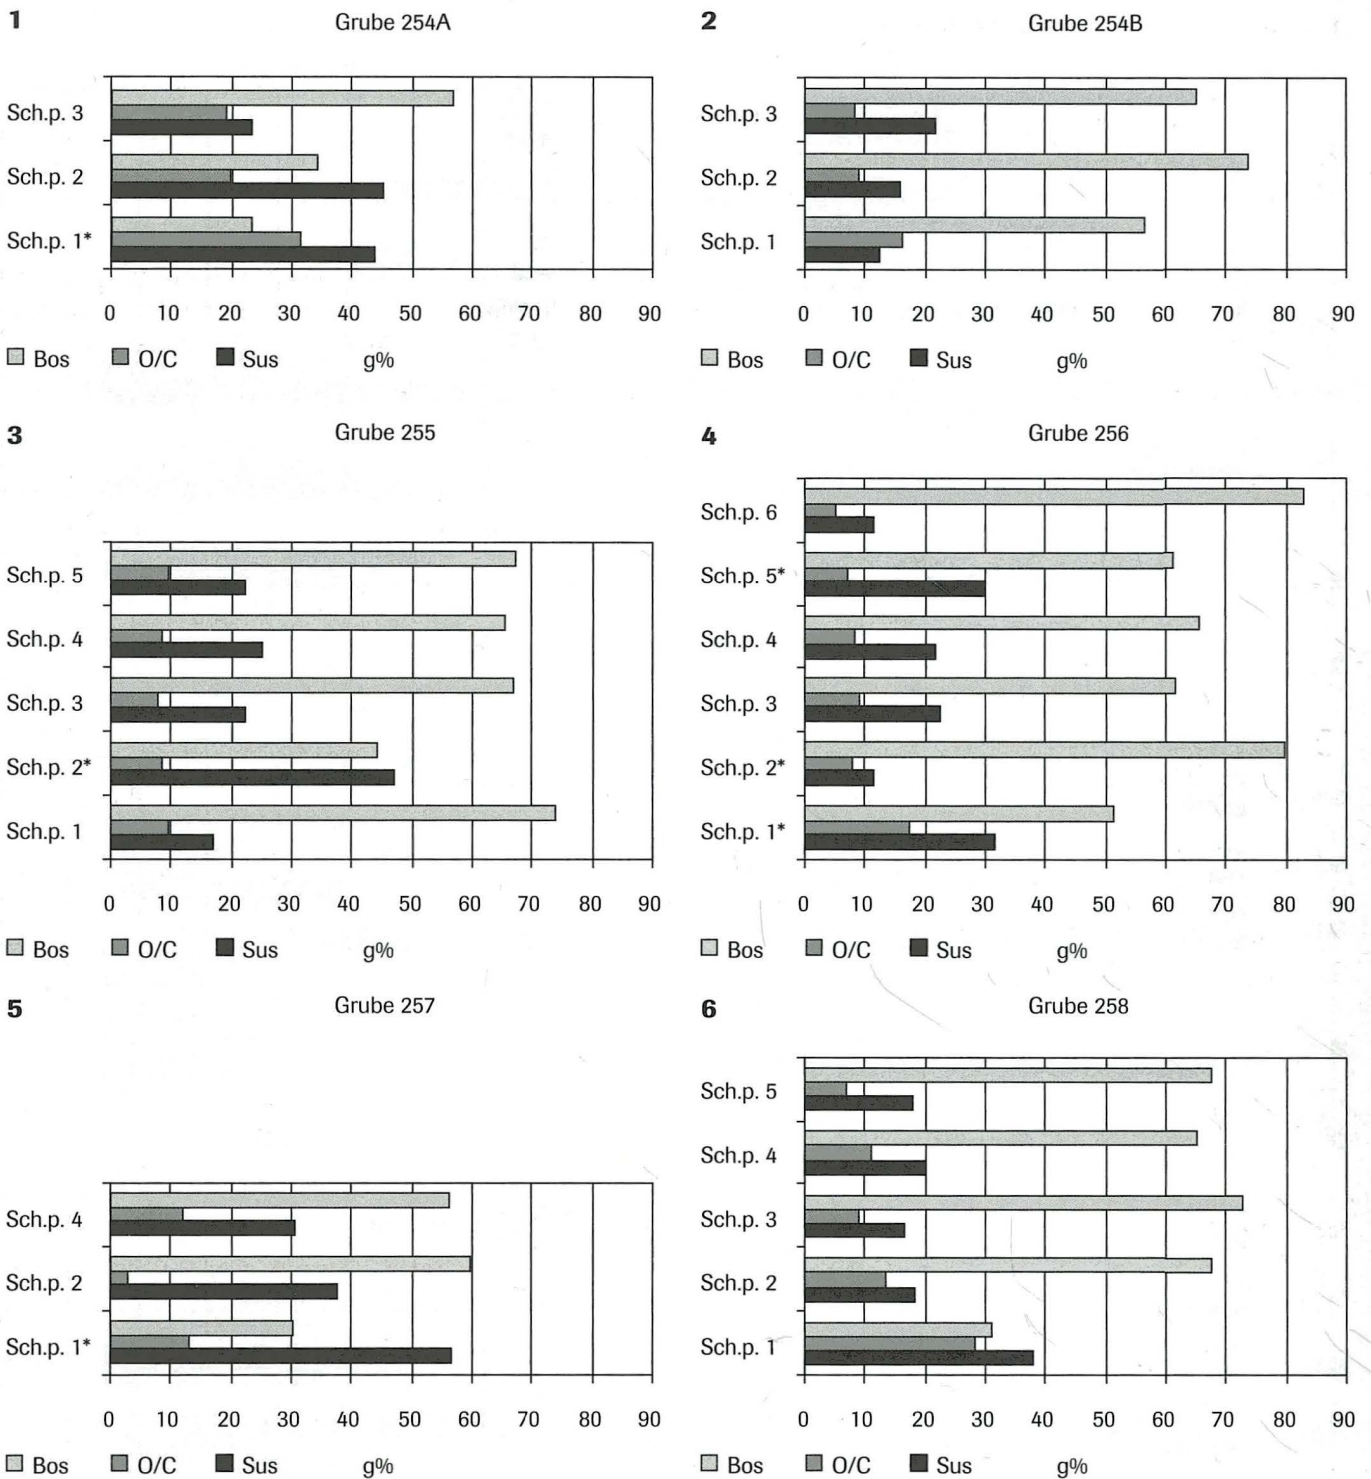 1 Grube 254A
Sch.p. 3
Sch.p. 2
Sch.p. 1*
0 10 20 30 40 50 60 70 80 90
Bos O/C Sus g%
2 Grube 254B
Sch.p. 3
Sch.p. 2
Sch.p. 1
0 10 20 30 40 50 60 70 80 90
Bos O/C Sus g%
3 Grube 255
Sch.p. 5
Sch.p. 4
Sch.p. 3
Sch.p. 2*
Sch.p. 1
0 10 20 30 40 50 60 70 80 90
Bos O/C Sus g%
4 Grube 256
Sch.p. 6
Sch.p. 5*
Sch.p. 4
Sch.p. 3
Sch.p. 2*
Sch.p. 1*
0 10 20 30 40 50 60 70 80 90
Bos O/C Sus g%
5 Grube 257
Sch.p. 4
Sch.p. 2
Sch.p. 1*
0 10 20 30 40 50 60 70 80 90
Bos O/C Sus g%
6 Grube 258
Sch.p. 5
Sch.p. 4
Sch.p. 3
Sch.p. 2
Sch.p. 1
0 10 20 30 40 50 60 70 80 90
Bos O/C Sus g%